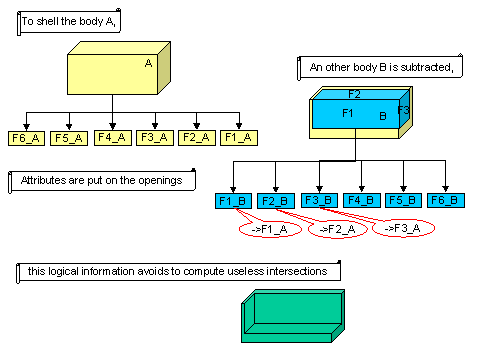 To shell the body A,
A
An other body B is subtracted,
F2
F1
B
F3
F6_A F5_A F4_A F3_A F2_A F1_A
Attributes are put on the openings
F1_B F2_B F3_B F4_B F5_B F6_B
->F1_A ->F2_A ->F3_A
this logical information avoids to compute useless intersections